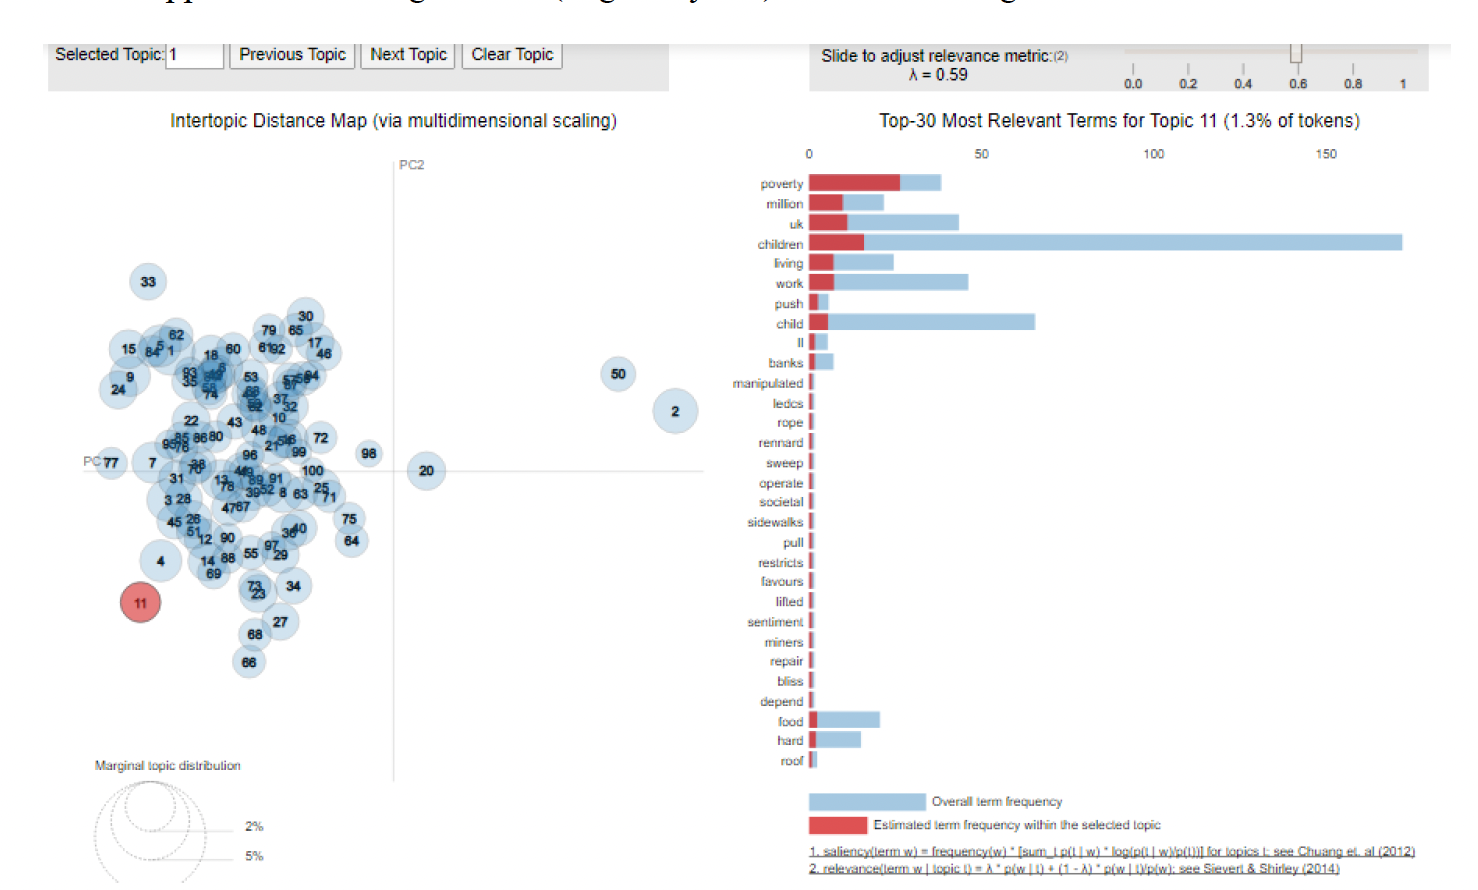 Selected Topic: 1 Previous Topic Next Topic Clear Topic
Slide to adjust relevance metric:(2)
λ = 0.59
0.0 0.2 0.4 0.6 0.8 1
Intertopic Distance Map (via multidimensional scaling)
PC2
33
30
79 65
62
15 84 5 1
18 60 61 92 17 46
9
24
93
35
58
74
53
94
37
32
10
22
43
48
72
95 85 76 86 80
21
99
98
96
PC 77 7
31
100
20
50
2
13
78
89 91
39 52 8 63 25 71
3 28
47 67
45 26
51
12 90
75
64
40
97
29
55
4
14 88
69
11
73
23
34
27
68
66
Marginal topic distribution
2%
5%
Top-30 Most Relevant Terms for Topic 11 (1.3% of tokens)
0 50 100 150
poverty
million
uk
children
living
work
push
child
ll
banks
manipulated
ledcs
rope
rennard
sweep
operate
societal
sidewalks
pull
restricts
favours
lifted
sentiment
miners
repair
bliss
depend
food
hard
roof
Overall term frequency
Estimated term frequency within the selected topic
1. saliency(term w) = frequency(w) * [sum_t p(t | w) * log(p(t | w)/p(t))] for topics t; see Chuang et. al (2012)
2. relevance(term w | topic t) = λ * p(w | t) + (1 - λ) * p(w | t)/p(w); see Sievert & Shirley (2014)